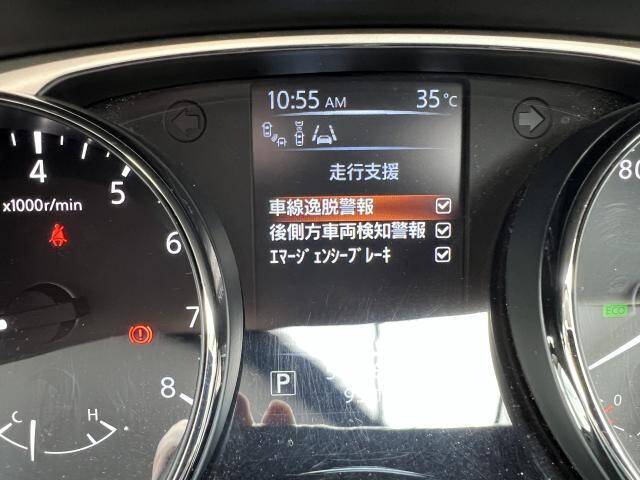 10:55 AM 35°C
走行支援
車線逸脱警報
後側方車両検知警報
ｴﾏｰｼﾞｪﾝｼｰﾌﾞﾚｰｷ
4
5
x1000r/min
6
7
8
C H
P
80
ECO
0